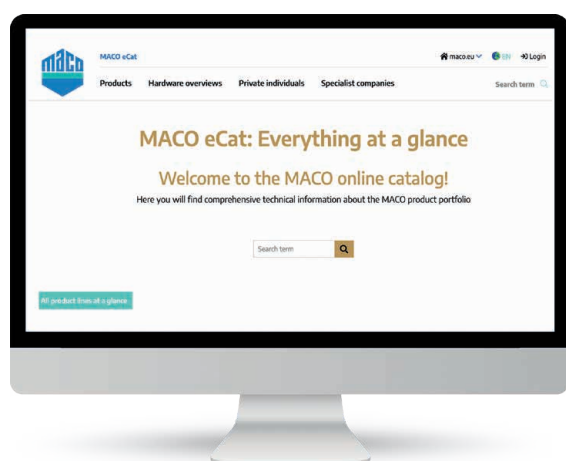 maco
MACO eCat
maco.eu
EN
Login
Products Hardware overviews Private individuals Specialist companies
Search term
MACO eCat: Everything at a glance
Welcome to the MACO online catalog!
Here you will find comprehensive technical information about the MACO product portfolio
Search term
All product lines at a glance